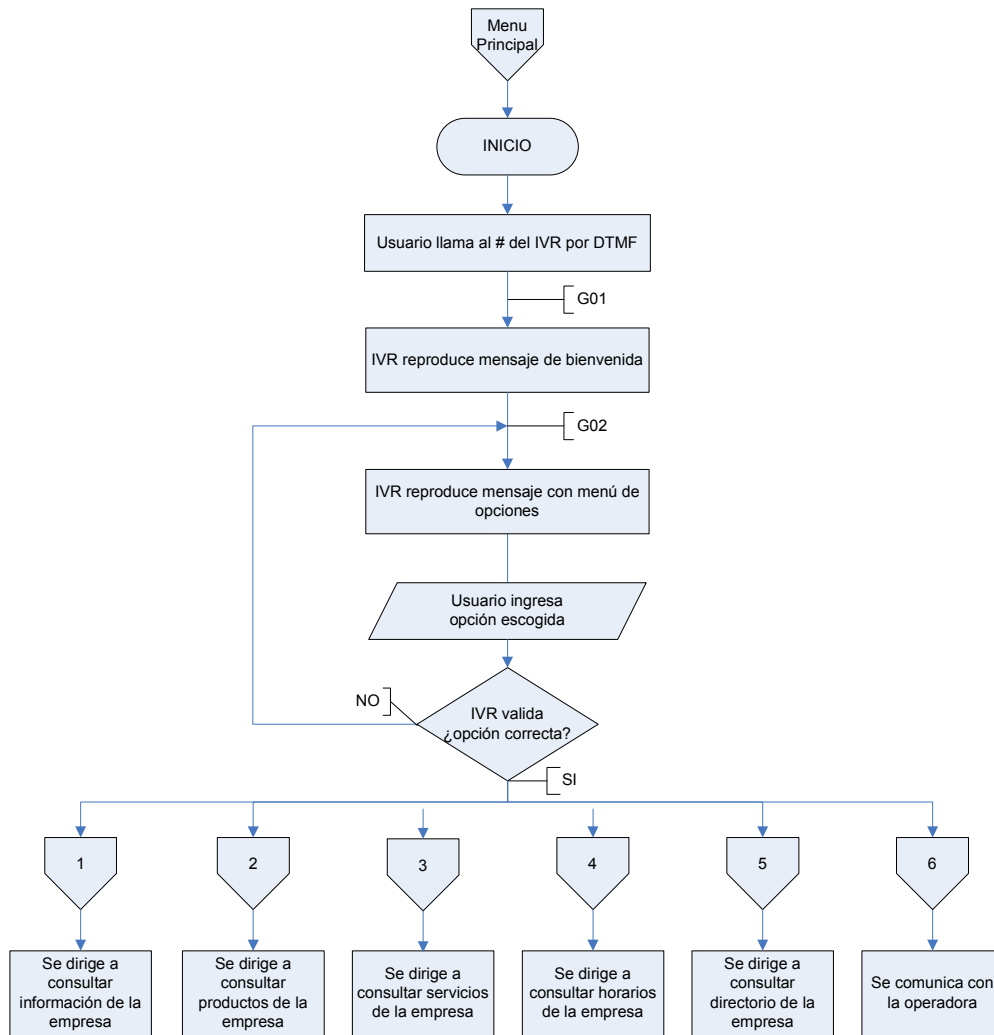 Menu
Principal
INICIO
Usuario llama al # del IVR por DTMF
G01
IVR reproduce mensaje de bienvenida
G02
IVR reproduce mensaje con menú de
opciones
Usuario ingresa
opción escogida
NO
IVR valida
¿opción correcta?
SI
1
2
3
4
5
6
Se dirige a
consultar
información de la
empresa
Se dirige a
consultar
productos de la
empresa
Se dirige a
consultar servicios
de la empresa
Se dirige a
consultar horarios
de la empresa
Se dirige a
consultar
directorio de la
empresa
Se comunica con
la operadora